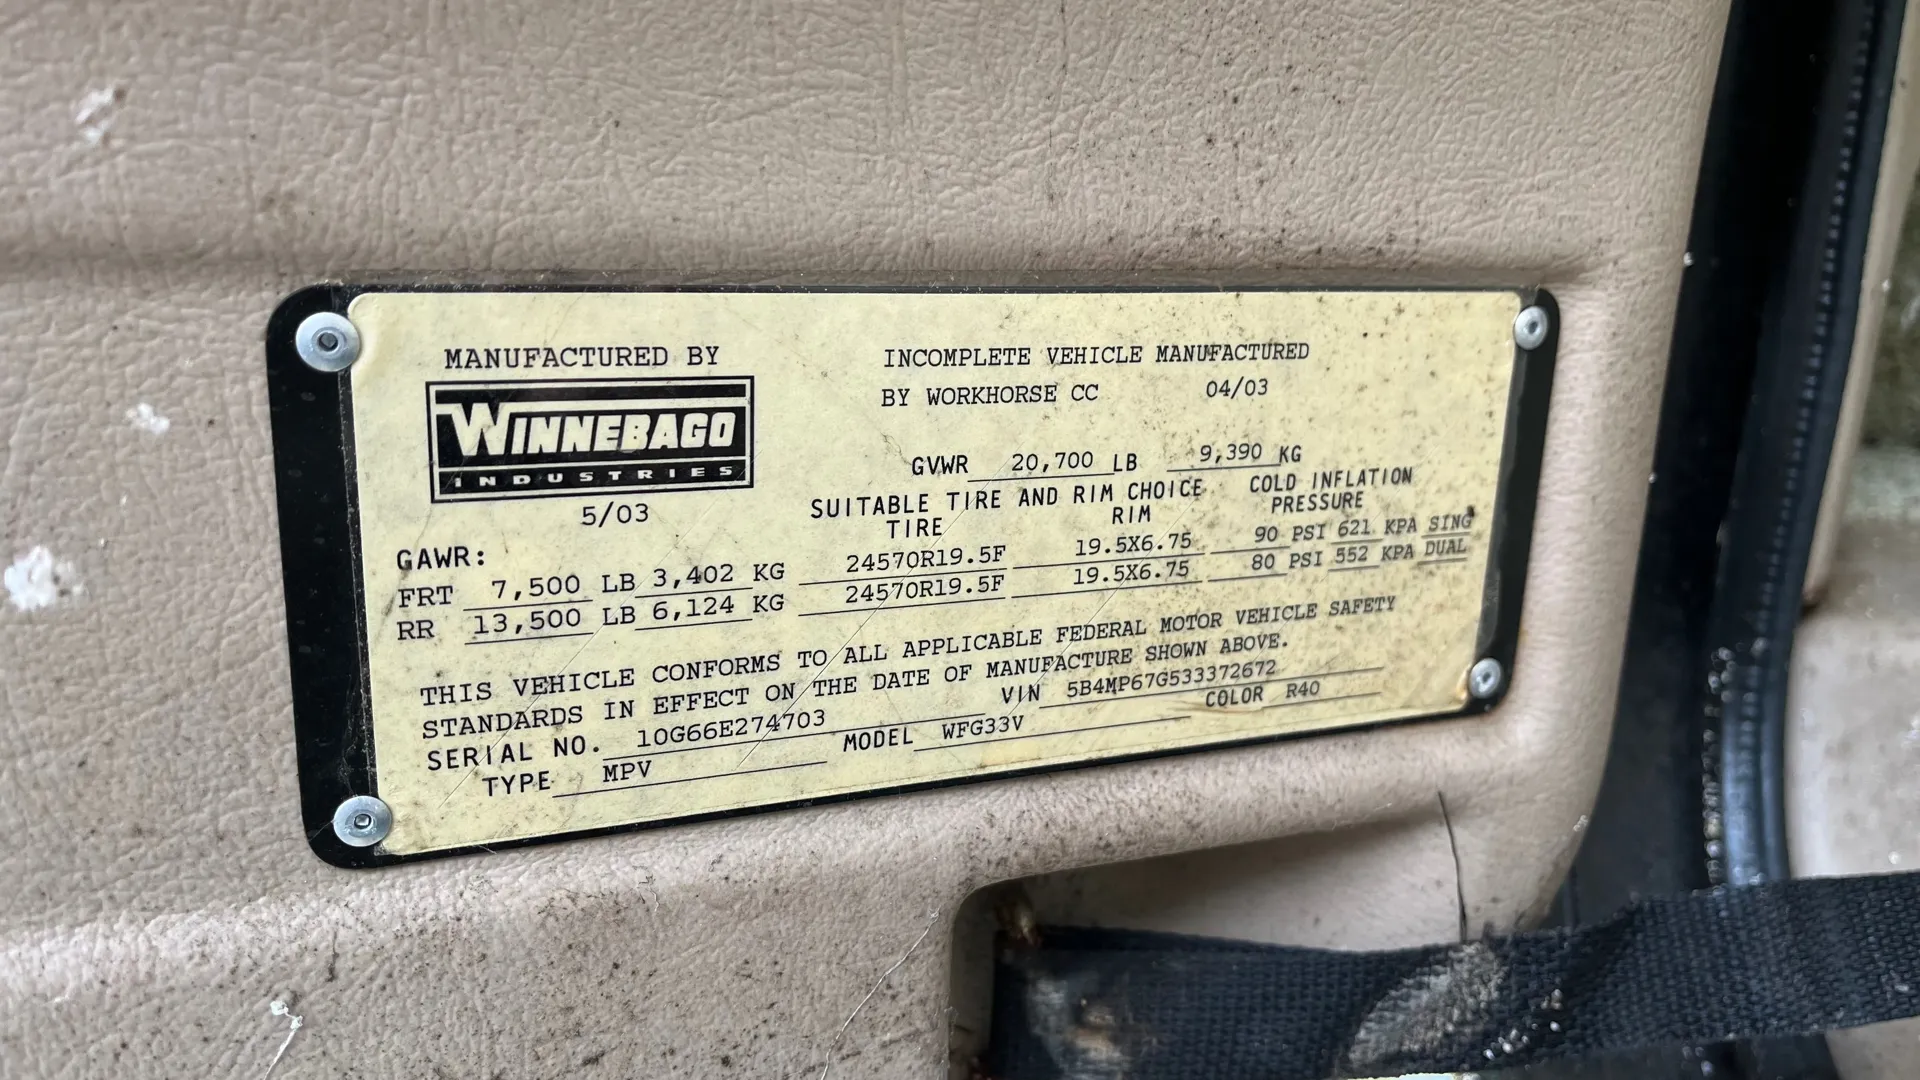 MANUFACTURED BY
WINNEBAGO
INDUSTRIES
5/03
INCOMPLETE VEHICLE MANUFACTURED
BY WORKHORSE CC 04/03
GVWR 20,700 LB 9,390 KG
SUITABLE TIRE AND RIM CHOICE
TIRE RIM
COLD INFLATION
PRESSURE
GAWR:
FRT 7,500 LB 3,402 KG 24570R19.5F 19.5X6.75 90 PSI 621 KPA SING
RR 13,500 LB 6,124 KG 24570R19.5F 19.5X6.75 80 PSI 552 KPA DUAL
THIS VEHICLE CONFORMS TO ALL APPLICABLE FEDERAL MOTOR VEHICLE SAFETY
STANDARDS IN EFFECT ON THE DATE OF MANUFACTURE SHOWN ABOVE.
SERIAL NO. 10G66E274703 VIN 5B4MP67G533372672
TYPE MPV MODEL WFG33V COLOR R40